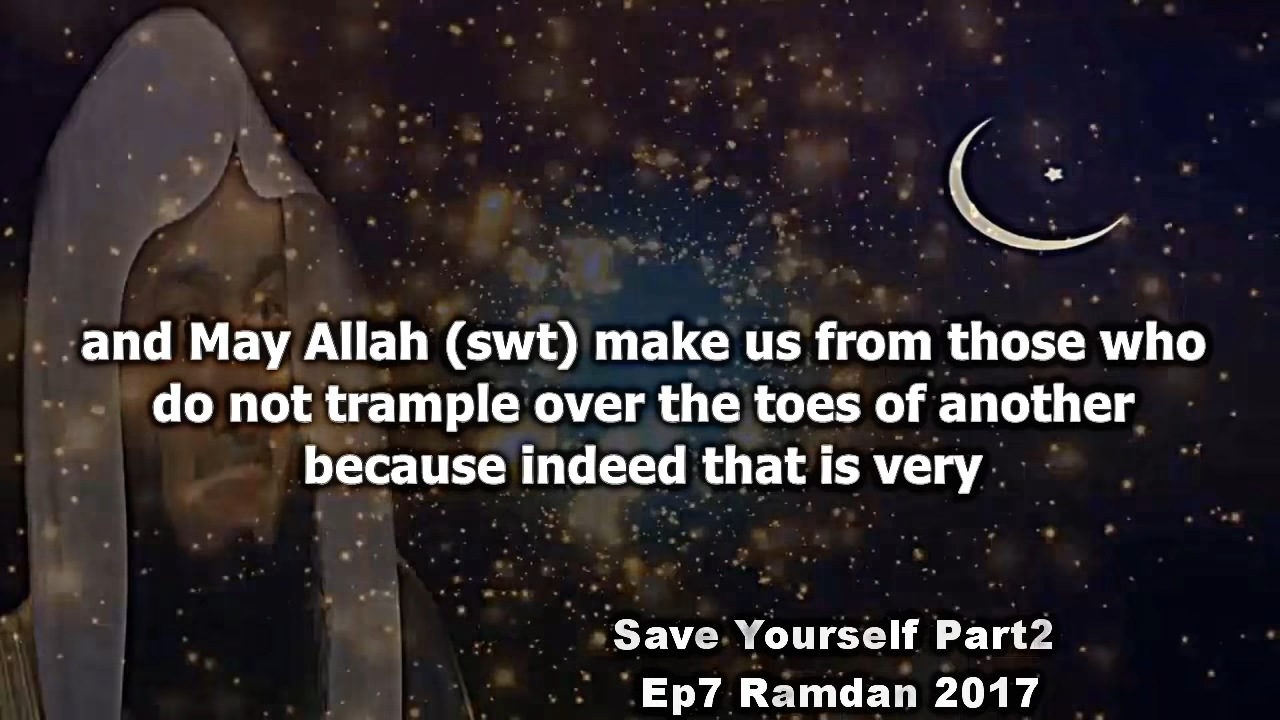 and May Allah (swt) make us from those who
do not trample over the toes of another
because indeed that is very
Save Yourself Part2
Ep7 Ramdan 2017